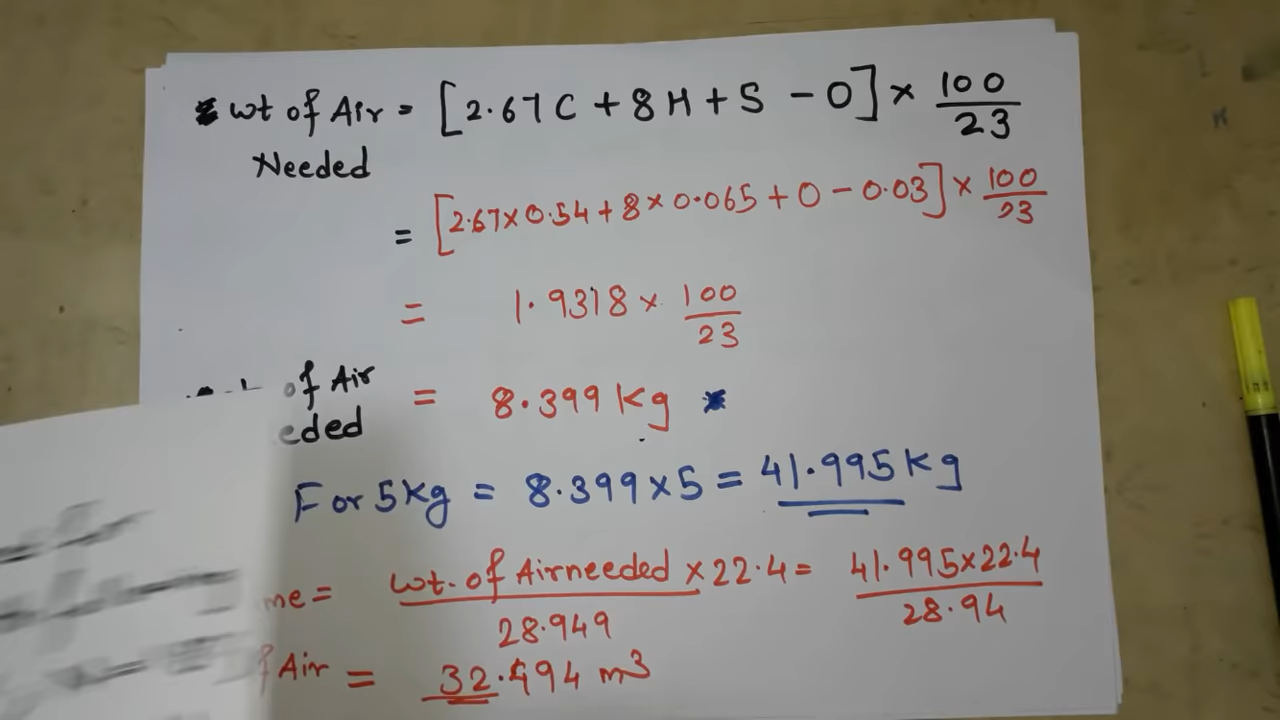 wt of Air = [2.67C + 8H + S - O] × 100/23
Needed
= [2.67×0.54 + 8×0.065 + 0 - 0.03] × 100/23
= 1.9318 × 100/23
of Air = 8.399 Kg
eded
For 5Kg = 8.399×5 = 41.995 Kg
me = wt. of Air needed × 22.4 / 28.949 = 41.995×22.4 / 28.94
f Air = 32.494 m³